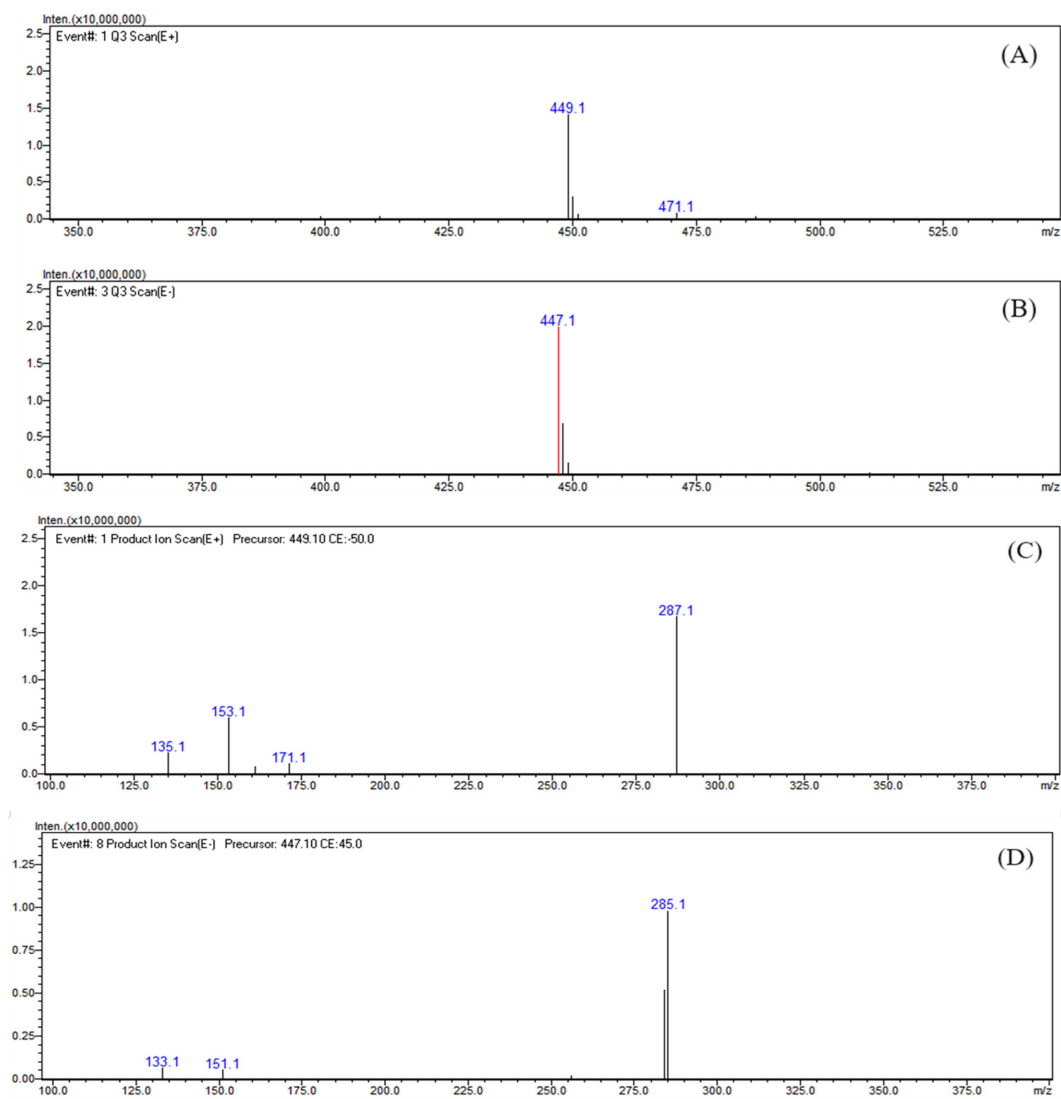 Inten.(x10,000,000)
Event#: 1 Q3 Scan(E+)
(A)
2.5
2.0
1.5
1.0
0.5
0.0
449.1
471.1
350.0 375.0 400.0 425.0 450.0 475.0 500.0 525.0 m/z
Inten.(x10,000,000)
Event#: 3 Q3 Scan(E-)
(B)
2.5
2.0
1.5
1.0
0.5
0.0
447.1
350.0 375.0 400.0 425.0 450.0 475.0 500.0 525.0 m/z
Inten.(x10,000,000)
Event#: 1 Product Ion Scan(E+) Precursor: 449.10 CE:-50.0
(C)
2.5
2.0
1.5
1.0
0.5
0.0
135.1
153.1
171.1
287.1
100.0 125.0 150.0 175.0 200.0 225.0 250.0 275.0 300.0 325.0 350.0 375.0 m/z
Inten.(x10,000,000)
Event#: 8 Product Ion Scan(E-) Precursor: 447.10 CE:45.0
(D)
1.25
1.00
0.75
0.50
0.25
0.00
133.1
151.1
285.1
100.0 125.0 150.0 175.0 200.0 225.0 250.0 275.0 300.0 325.0 350.0 375.0 m/z